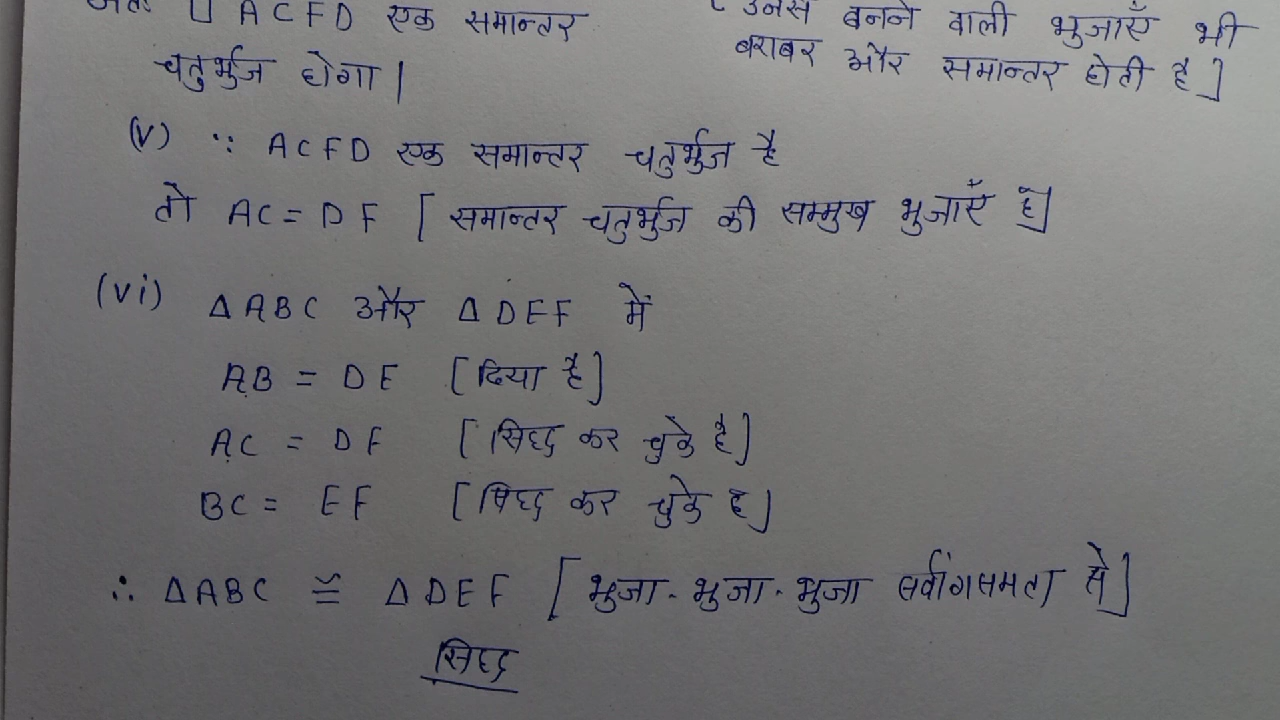 अतः □ ACFD एक समान्तर
चतुर्भुज होगा |
[ उनसे बनने वाली भुजाएँ भी
बराबर और समान्तर होती है ]
(v) ∵ ACFD एक समान्तर चतुर्भुज है
तो AC = DF [ समान्तर चतुर्भुज की सम्मुख भुजाएँ है ]
(vi) Δ ABC और Δ DEF में
AB = DE [ दिया है ]
AC = DF [ सिद्ध कर चुके है ]
BC = EF [ सिद्ध कर चुके है ]
∴ ΔABC ≅ ΔDEF [ भुजा - भुजा - भुजा सर्वांगसमता से ]
सिद्ध